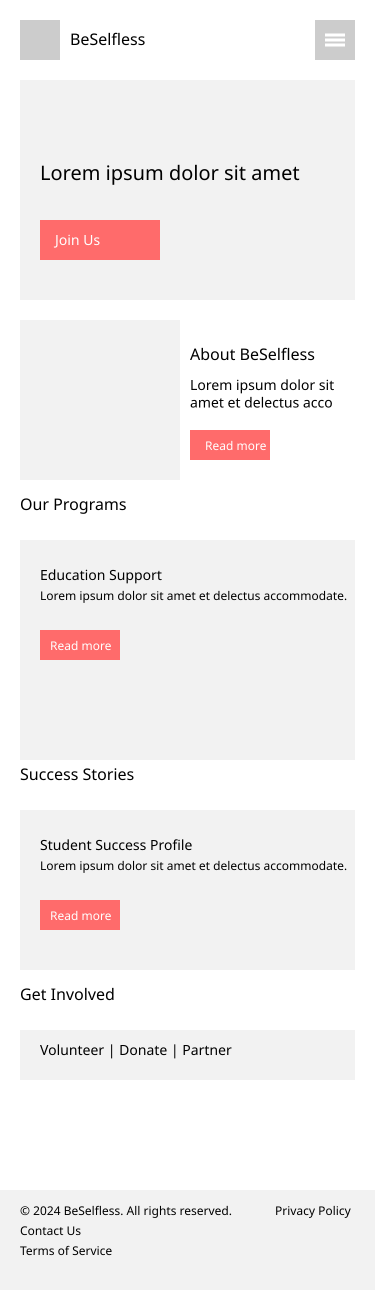 BeSelfless
Lorem ipsum dolor sit amet
Join Us
About BeSelfless
Lorem ipsum dolor sit
amet et delectus acco
Read more
Our Programs
Education Support
Lorem ipsum dolor sit amet et delectus accommodate.
Read more
Success Stories
Student Success Profile
Lorem ipsum dolor sit amet et delectus accommodate.
Read more
Get Involved
Volunteer | Donate | Partner
© 2024 BeSelfless. All rights reserved. Privacy Policy
Contact Us
Terms of Service